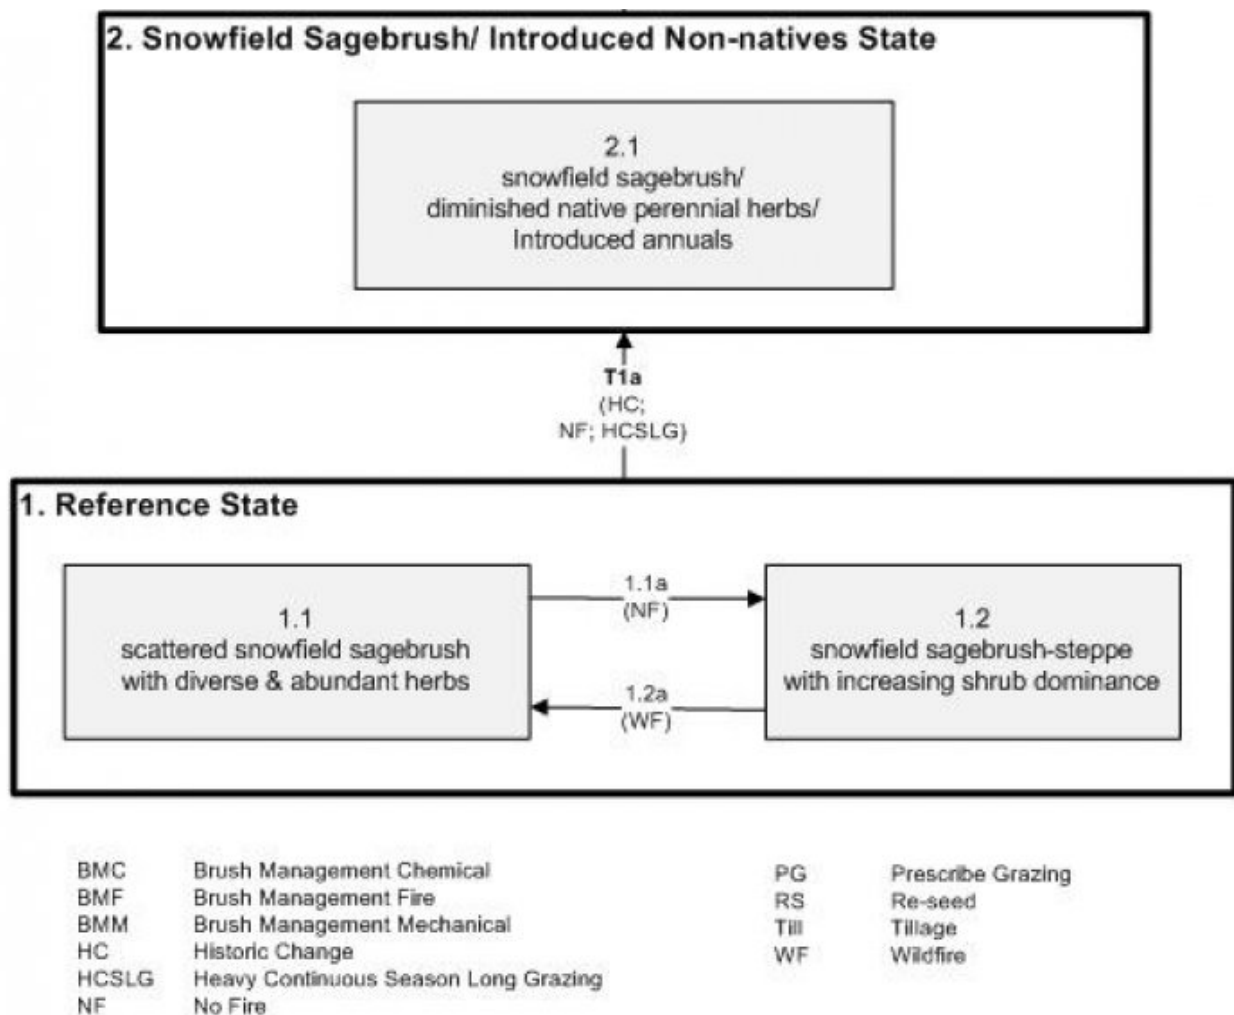 2. Snowfield Sagebrush/ Introduced Non-natives State
2.1
snowfield sagebrush/
diminished native perennial herbs/
Introduced annuals
T1a
(HC;
NF; HCSLG)
1. Reference State
1.1
scattered snowfield sagebrush
with diverse & abundant herbs
1.1a
(NF)
1.2a
(WF)
1.2
snowfield sagebrush-steppe
with increasing shrub dominance
BMC Brush Management Chemical
BMF Brush Management Fire
BMM Brush Management Mechanical
HC Historic Change
HCSLG Heavy Continuous Season Long Grazing
NF No Fire
PG Prescribe Grazing
RS Re-seed
Till Tillage
WF Wildfire